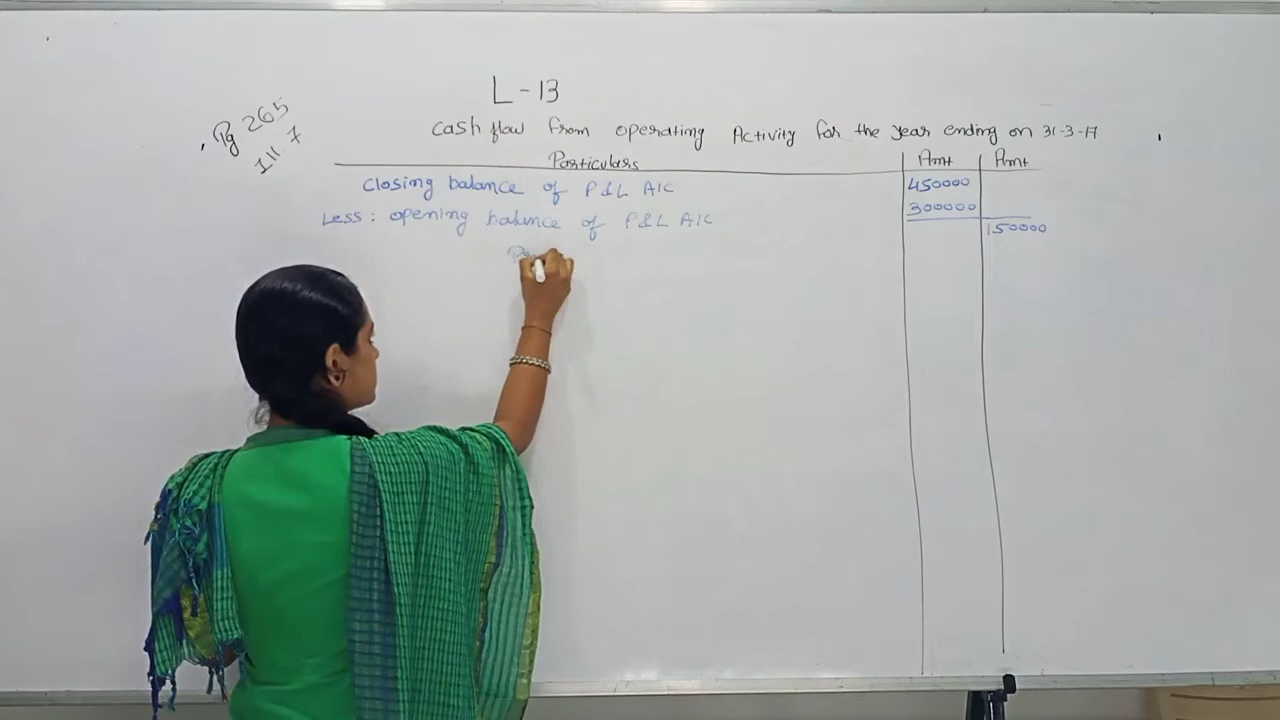 L - 13
Pg 265
Ill 7
Cash flow from operating Activity for the year ending on 31-3-17
Particulars Amt Amt
Closing balance of P&L A/C 450000
Less: opening balance of P&L A/C 300000
150000